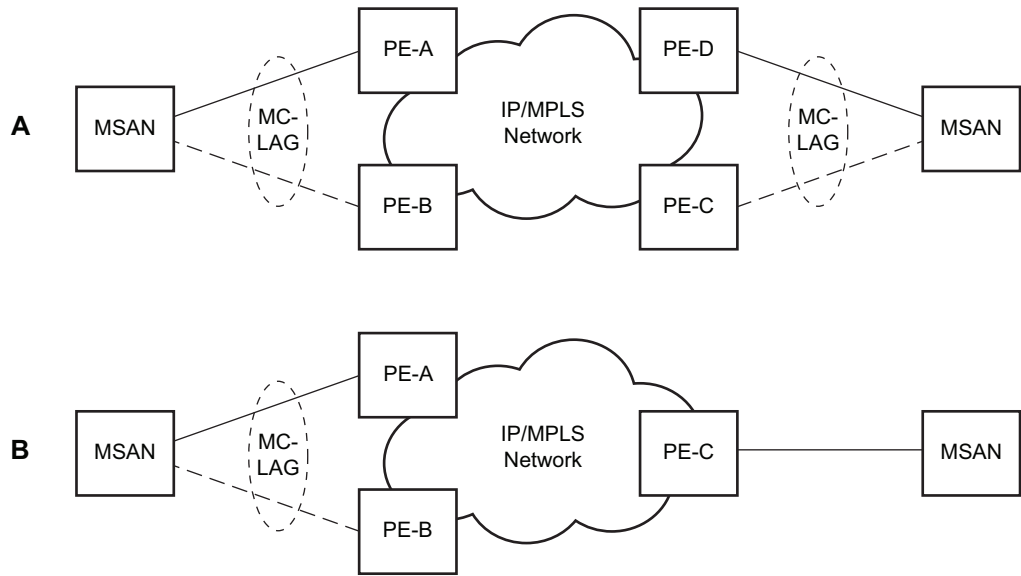 A
MSAN
MC-
LAG
PE-A
PE-B
IP/MPLS
Network
PE-D
PE-C
MC-
LAG
MSAN
B
MSAN
MC-
LAG
PE-A
PE-B
IP/MPLS
Network
PE-C
MSAN